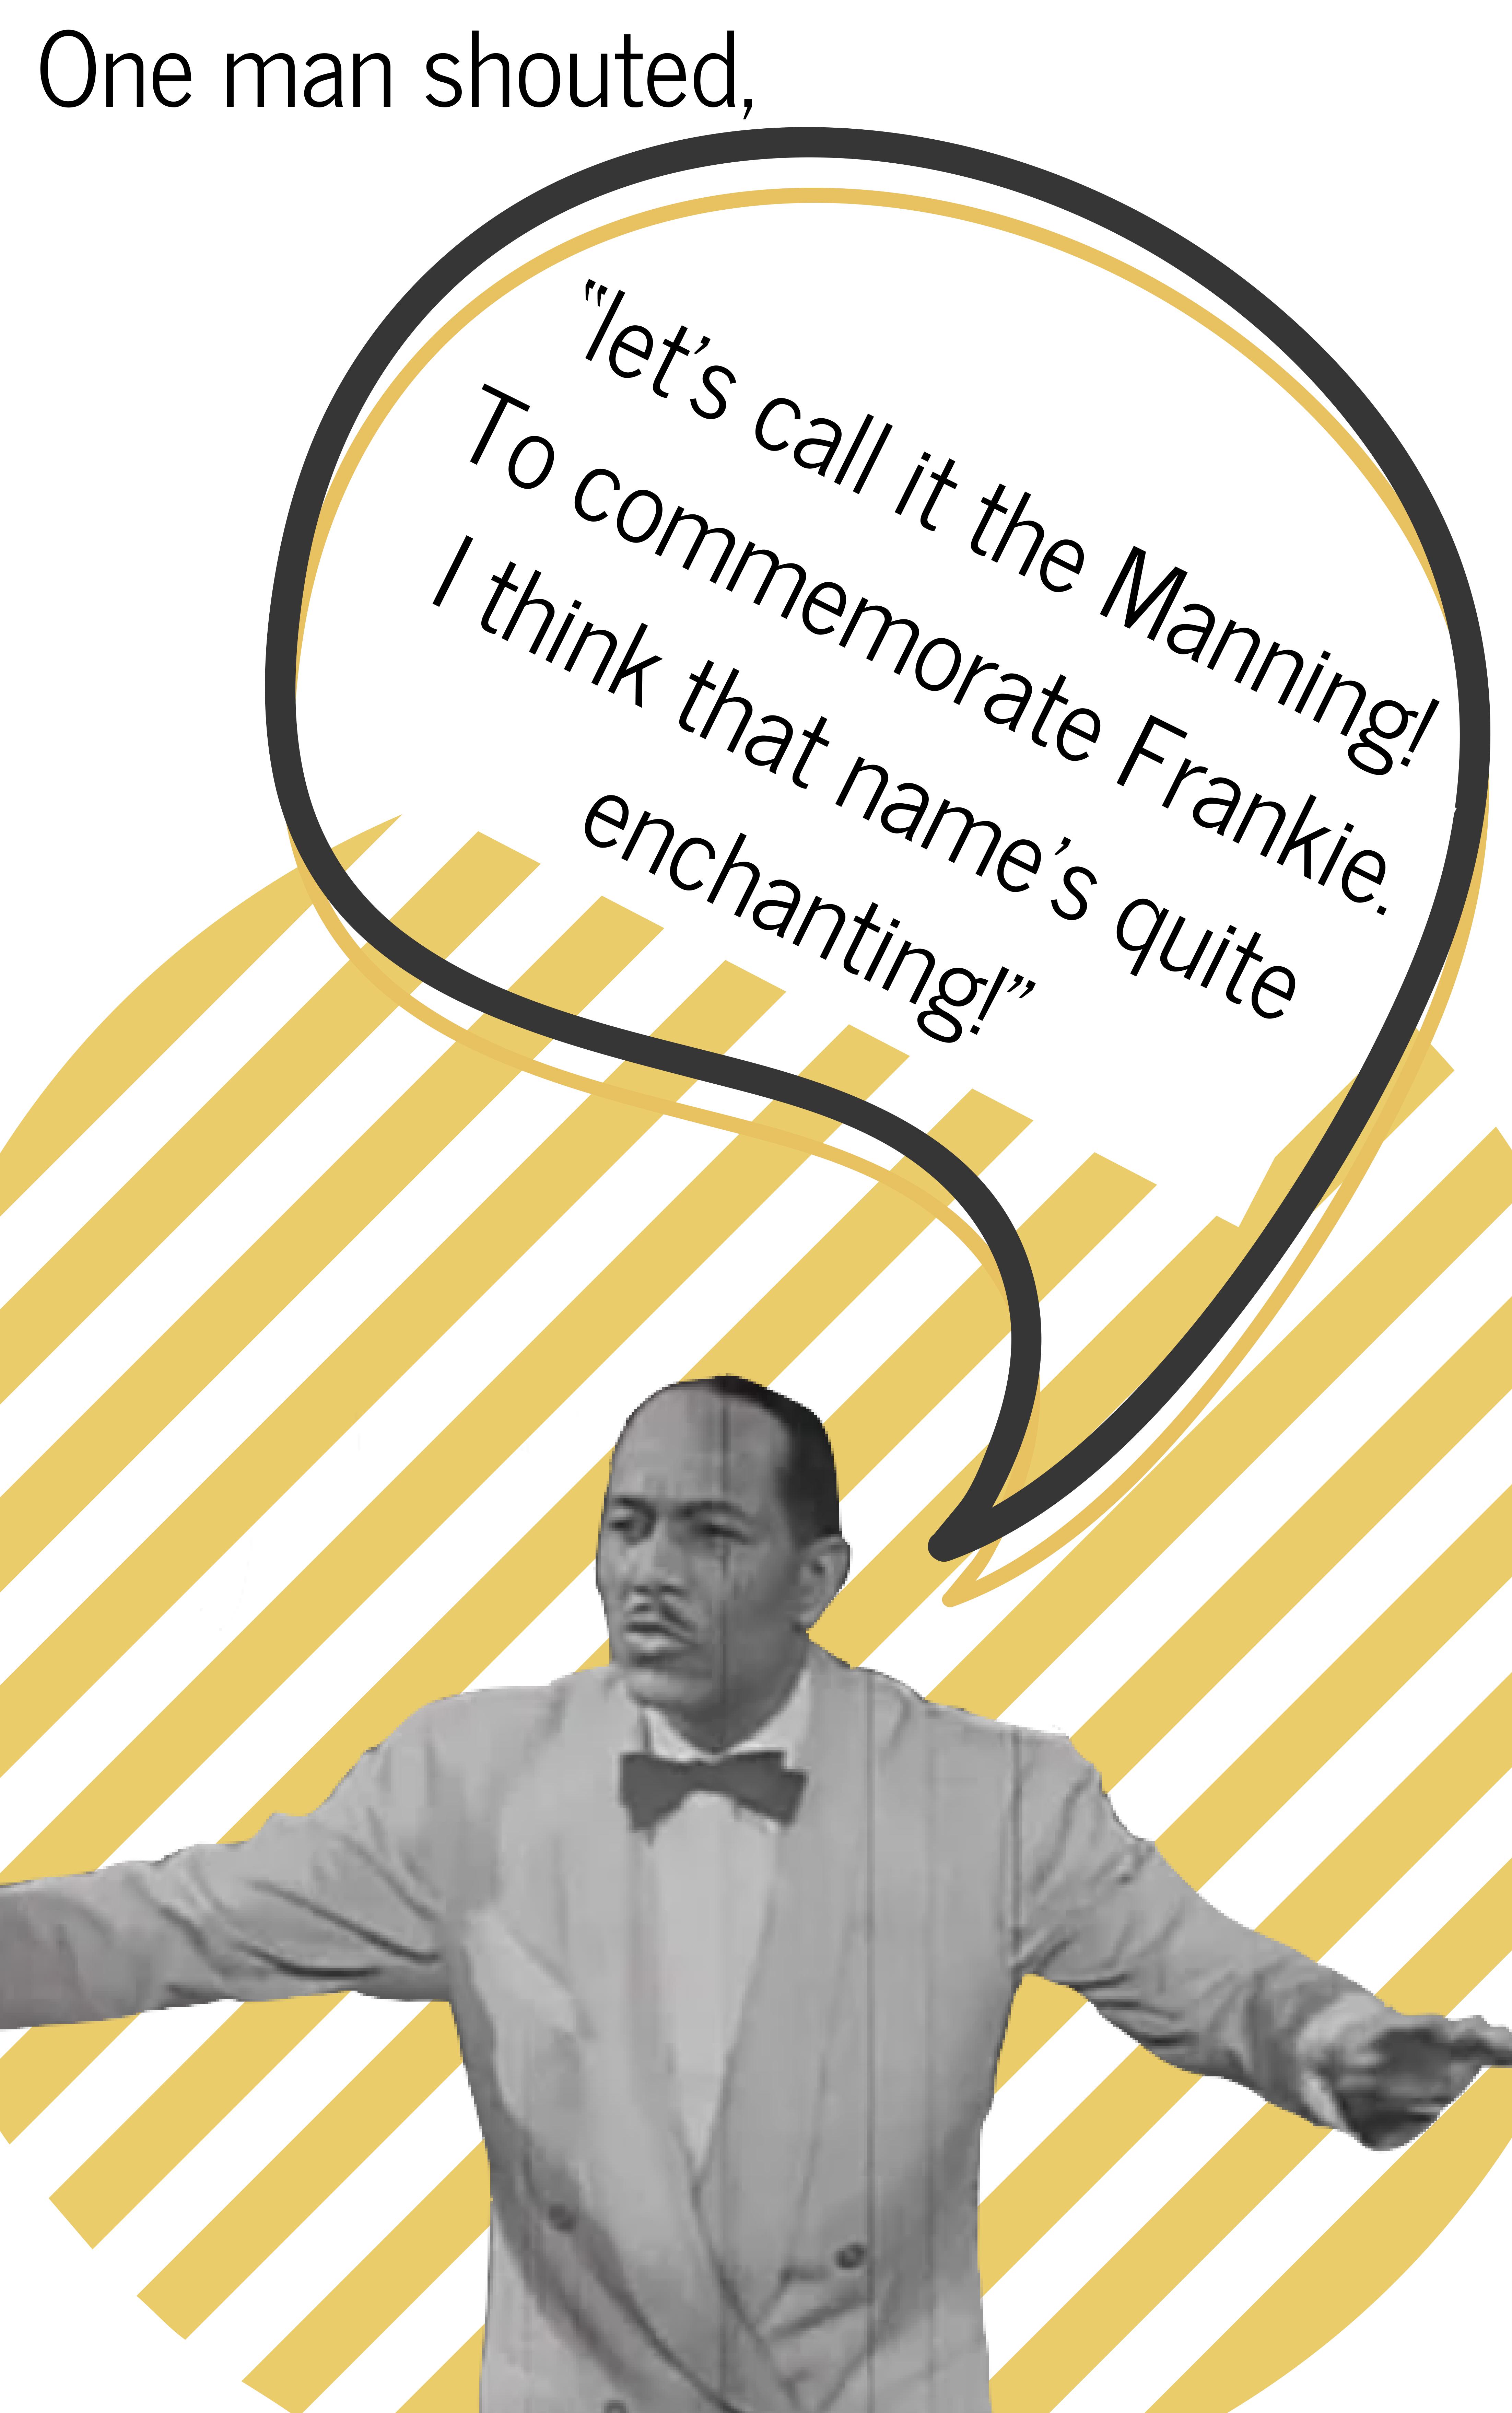 One man shouted,
“let’s call it the Manning!
To commemorate Frankie.
I think that name’s quite
enchanting!”